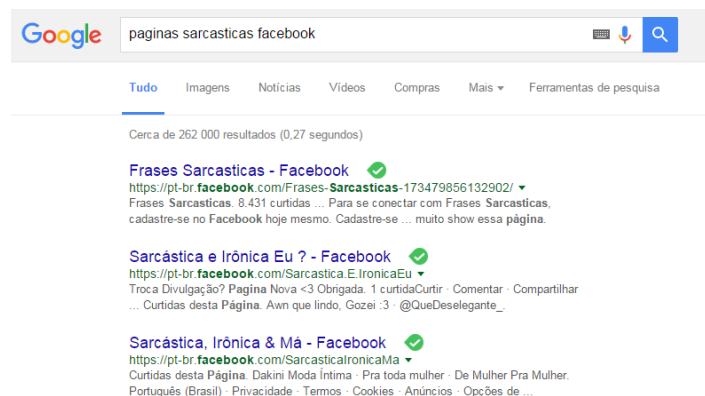 Google
paginas sarcasticas facebook
Tudo Imagens Notícias Vídeos Compras Mais Ferramentas de pesquisa
Cerca de 262 000 resultados (0,27 segundos)
Frases Sarcasticas - Facebook
https://pt-br.facebook.com/Frases-Sarcasticas-173479856132902/
Frases Sarcasticas. 8.431 curtidas ... Para se conectar com Frases Sarcasticas,
cadastre-se no Facebook hoje mesmo. Cadastre-se ... muito show essa página.
Sarcástica e Irônica Eu ? - Facebook
https://pt-br.facebook.com/Sarcastica.E.IronicaEu
Troca Divulgação? Pagina Nova <3 Obrigada. 1 curtidaCurtir · Comentar · Compartilhar
... Curtidas desta Página. Awn que lindo, Gozei :3 · @QueDeselegante_.
Sarcástica, Irônica & Má - Facebook
https://pt-br.facebook.com/SarcasticaIronicaMa
Curtidas desta Página. Dakini Moda Íntima · Pra toda mulher · De Mulher Pra Mulher.
Português (Brasil) · Privacidade · Termos · Cookies · Anúncios · Opções de ...